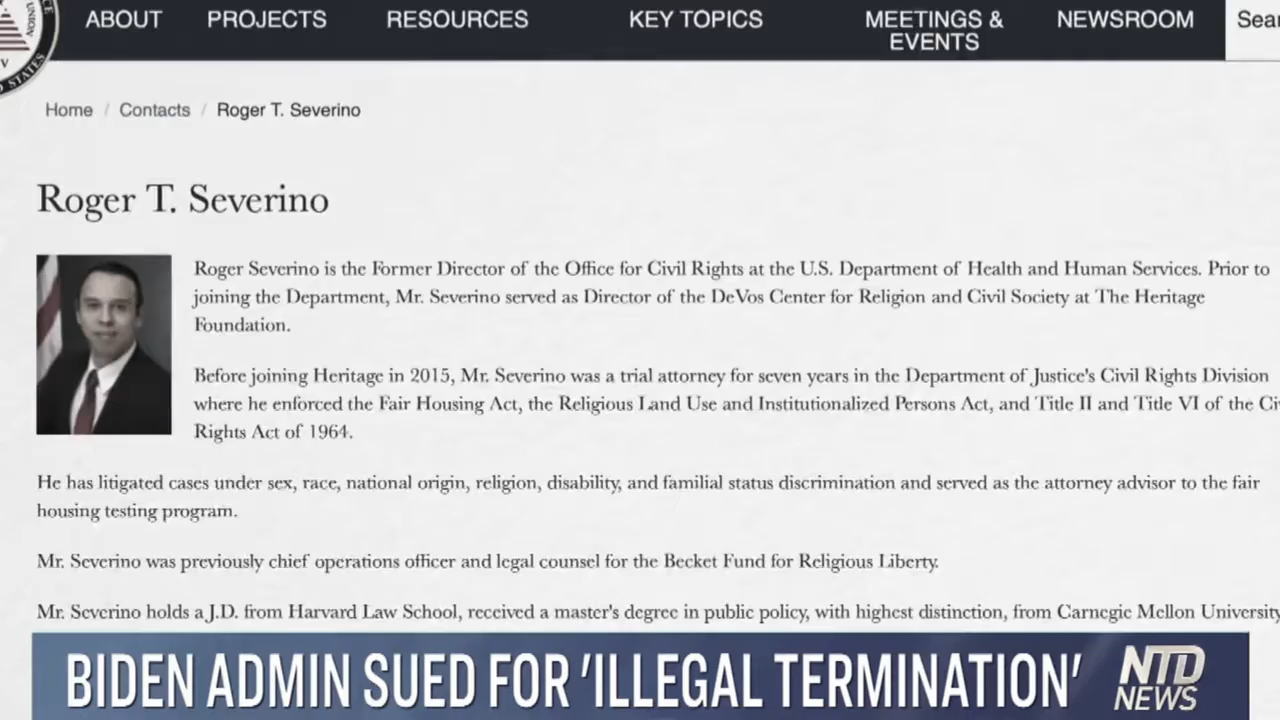 ABOUT PROJECTS RESOURCES KEY TOPICS MEETINGS & EVENTS NEWSROOM
UNION
V
STATES
Home / Contacts / Roger T. Severino
Roger T. Severino
Roger Severino is the Former Director of the Office for Civil Rights at the U.S. Department of Health and Human Services. Prior to
joining the Department, Mr. Severino served as Director of the DeVos Center for Religion and Civil Society at The Heritage
Foundation.
Before joining Heritage in 2015, Mr. Severino was a trial attorney for seven years in the Department of Justice's Civil Rights Division
where he enforced the Fair Housing Act, the Religious Land Use and Institutionalized Persons Act, and Title II and Title VI of the
Rights Act of 1964.
He has litigated cases under sex, race, national origin, religion, disability, and familial status discrimination and served as the attorney advisor to the fair
housing testing program.
Mr. Severino was previously chief operations officer and legal counsel for the Becket Fund for Religious Liberty.
Mr. Severino holds a J.D. from Harvard Law School, received a master's degree in public policy, with highest distinction, from Carnegie Mellon University
BIDEN ADMIN SUED FOR 'ILLEGAL TERMINATION'
NTD
NEWS